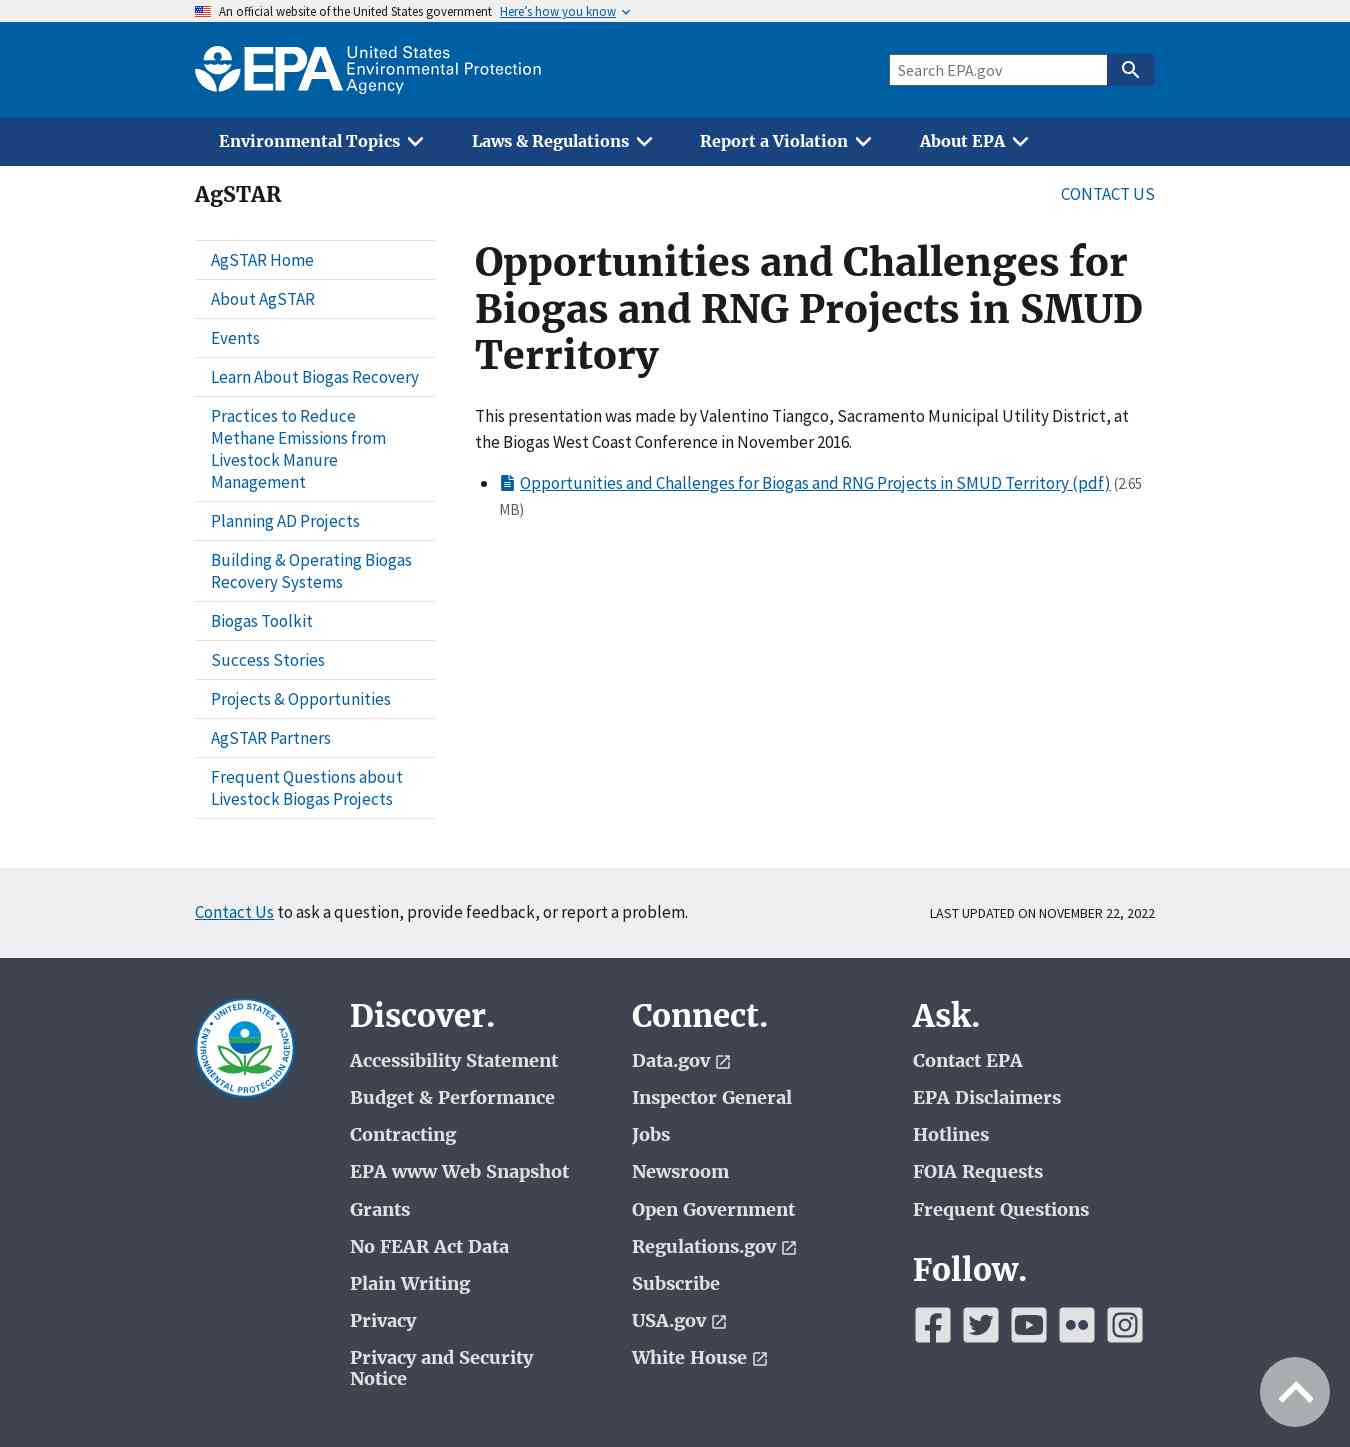 An official website of the United States government Here's how you know
EPA United States
Environmental Protection
Agency
Search EPA.gov
Environmental Topics
Laws & Regulations
Report a Violation
About EPA
AgSTAR
CONTACT US
AgSTAR Home
About AgSTAR
Events
Learn About Biogas Recovery
Practices to Reduce
Methane Emissions from
Livestock Manure
Management
Planning AD Projects
Building & Operating Biogas
Recovery Systems
Biogas Toolkit
Success Stories
Projects & Opportunities
AgSTAR Partners
Frequent Questions about
Livestock Biogas Projects
Opportunities and Challenges for
Biogas and RNG Projects in SMUD
Territory
This presentation was made by Valentino Tiangco, Sacramento Municipal Utility District, at
the Biogas West Coast Conference in November 2016.
Opportunities and Challenges for Biogas and RNG Projects in SMUD Territory (pdf) (2.65
MB)
Contact Us to ask a question, provide feedback, or report a problem.
LAST UPDATED ON NOVEMBER 22, 2022
UNITED STATES
ENVIRONMENTAL PROTECTION AGENCY
Discover.
Accessibility Statement
Budget & Performance
Contracting
EPA www Web Snapshot
Grants
No FEAR Act Data
Plain Writing
Privacy
Privacy and Security
Notice
Connect.
Data.gov
Inspector General
Jobs
Newsroom
Open Government
Regulations.gov
Subscribe
USA.gov
White House
Ask.
Contact EPA
EPA Disclaimers
Hotlines
FOIA Requests
Frequent Questions
Follow.